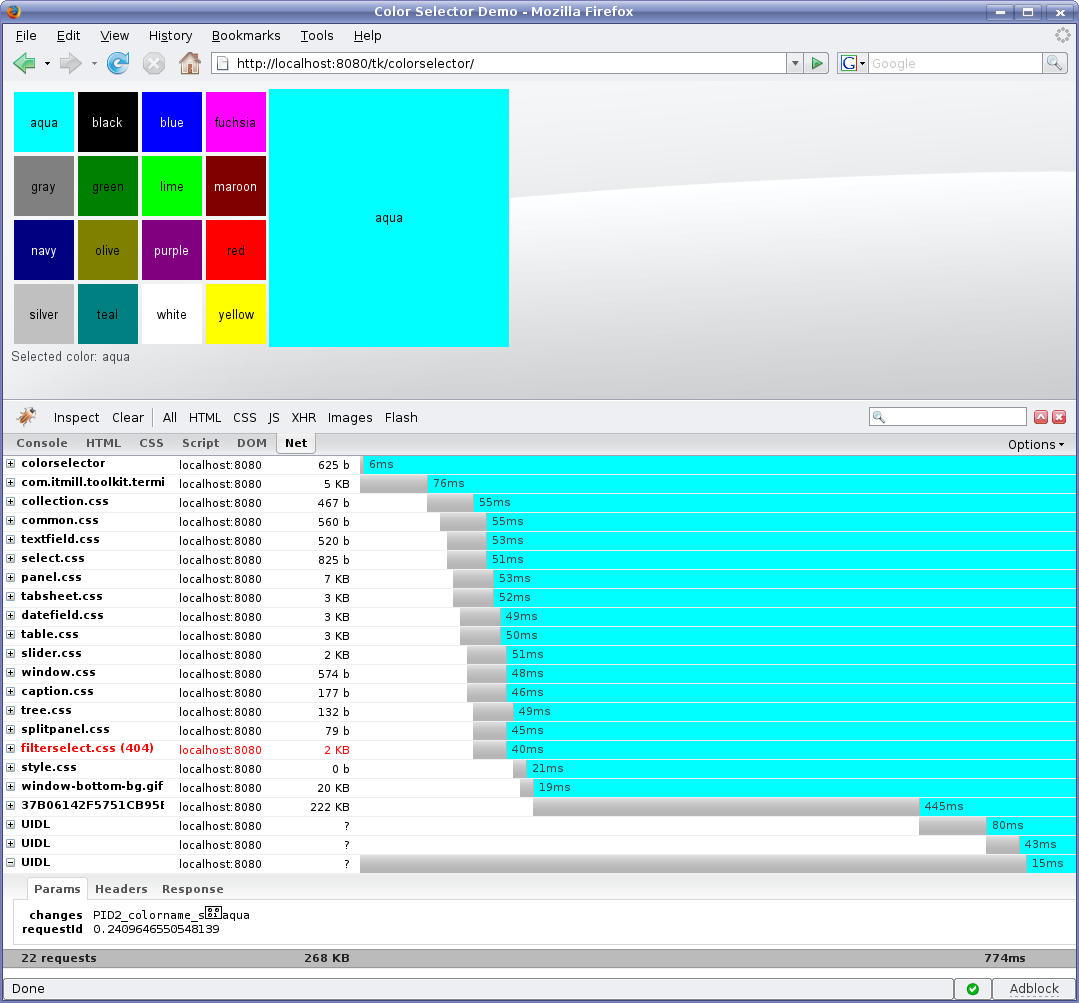 Color Selector Demo - Mozilla Firefox
File Edit View History Bookmarks Tools Help
http://localhost:8080/tk/colorselector/ G Google
aqua black blue fuchsia
gray green lime maroon
aqua
navy olive purple red
silver teal white yellow
Selected color: aqua
Inspect Clear All HTML CSS JS XHR Images Flash
Console HTML CSS Script DOM Net Options
colorselector localhost:8080 625 b 6ms
com.itmill.toolkit.termi localhost:8080 5 KB 76ms
collection.css localhost:8080 467 b 55ms
common.css localhost:8080 560 b 55ms
textfield.css localhost:8080 520 b 53ms
select.css localhost:8080 825 b 51ms
panel.css localhost:8080 7 KB 53ms
tabsheet.css localhost:8080 3 KB 52ms
datefield.css localhost:8080 3 KB 49ms
table.css localhost:8080 3 KB 50ms
slider.css localhost:8080 2 KB 51ms
window.css localhost:8080 574 b 48ms
caption.css localhost:8080 177 b 46ms
tree.css localhost:8080 132 b 49ms
splitpanel.css localhost:8080 79 b 45ms
filterselect.css (404) localhost:8080 2 KB 40ms
style.css localhost:8080 0 b 21ms
window-bottom-bg.gif localhost:8080 20 KB 19ms
37B06142F5751CB95E localhost:8080 222 KB 445ms
UIDL localhost:8080 ? 80ms
UIDL localhost:8080 ? 43ms
UIDL localhost:8080 ? 15ms
Params Headers Response
changes PID2_colorname_s aqua
requestId 0.2409646550548139
22 requests 268 KB 774ms
Done Adblock